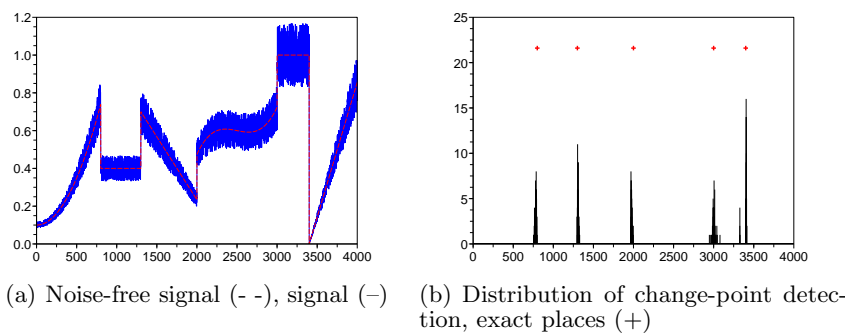 1.2
1.0
0.8
0.6
0.4
0.2
0.0
0 500 1000 1500 2000 2500 3000 3500 4000
(a) Noise-free signal (- -), signal (–)
25
20
15
10
5
0
0 500 1000 1500 2000 2500 3000 3500 4000
(b) Distribution of change-point detec-
tion, exact places (+)